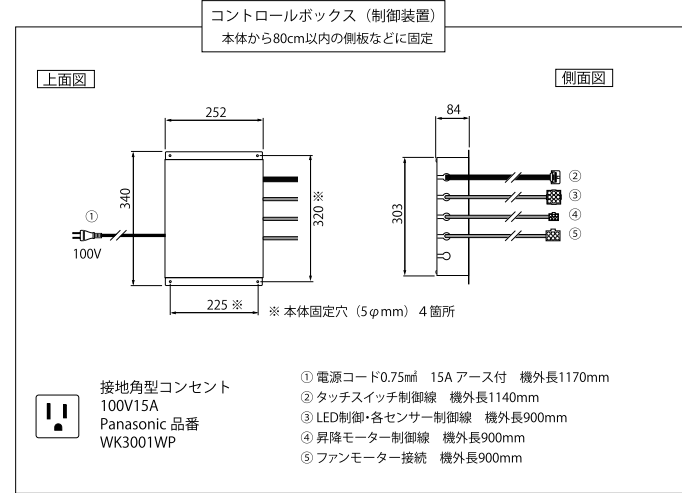 コントロールボックス（制御装置）
本体から80cm以内の側板などに固定
上面図
側面図
252
84
340
320 ※
303
①
100V
②
③
④
⑤
225 ※
※ 本体固定穴（5φmm）４箇所
接地角型コンセント
100V15A
Panasonic 品番
WK3001WP
① 電源コード0.75㎟　15A アース付　機外長1170mm
② タッチスイッチ制御線　機外長1140mm
③ LED制御・各センサー制御線　機外長900mm
④ 昇降モーター制御線　機外長900mm
⑤ ファンモーター接続　機外長900mm